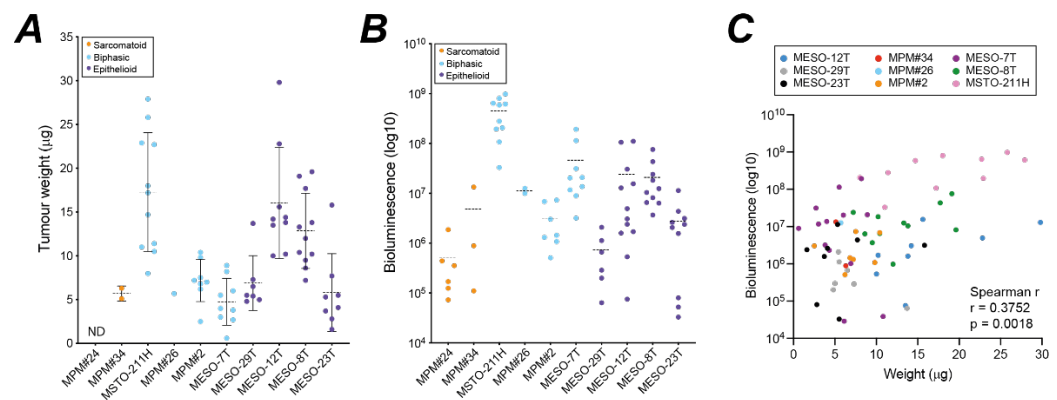 A
Tumour weight (µg)
35
30
25
20
15
10
5
0
Sarcomatoid
Biphasic
Epithelioid
ND
MPM#24
MPM#34
MSTO-211H
MPM#26
MPM#2
MESO-7T
MESO-29T
MESO-12T
MESO-8T
MESO-23T
B
Bioluminescence (log10)
10¹⁰
10⁹
10⁸
10⁷
10⁶
10⁵
10⁴
Sarcomatoid
Biphasic
Epithelioid
MPM#24
MPM#34
MSTO-211H
MPM#26
MPM#2
MESO-7T
MESO-29T
MESO-12T
MESO-8T
MESO-23T
C
MESO-12T MPM#34 MESO-7T
MESO-29T MPM#26 MESO-8T
MESO-23T MPM#2 MSTO-211H
Bioluminescence (log10)
10¹⁰
10⁹
10⁸
10⁷
10⁶
10⁵
10⁴
Spearman r
r = 0.3752
p = 0.0018
0 5 10 15 20 25 30
Weight (µg)